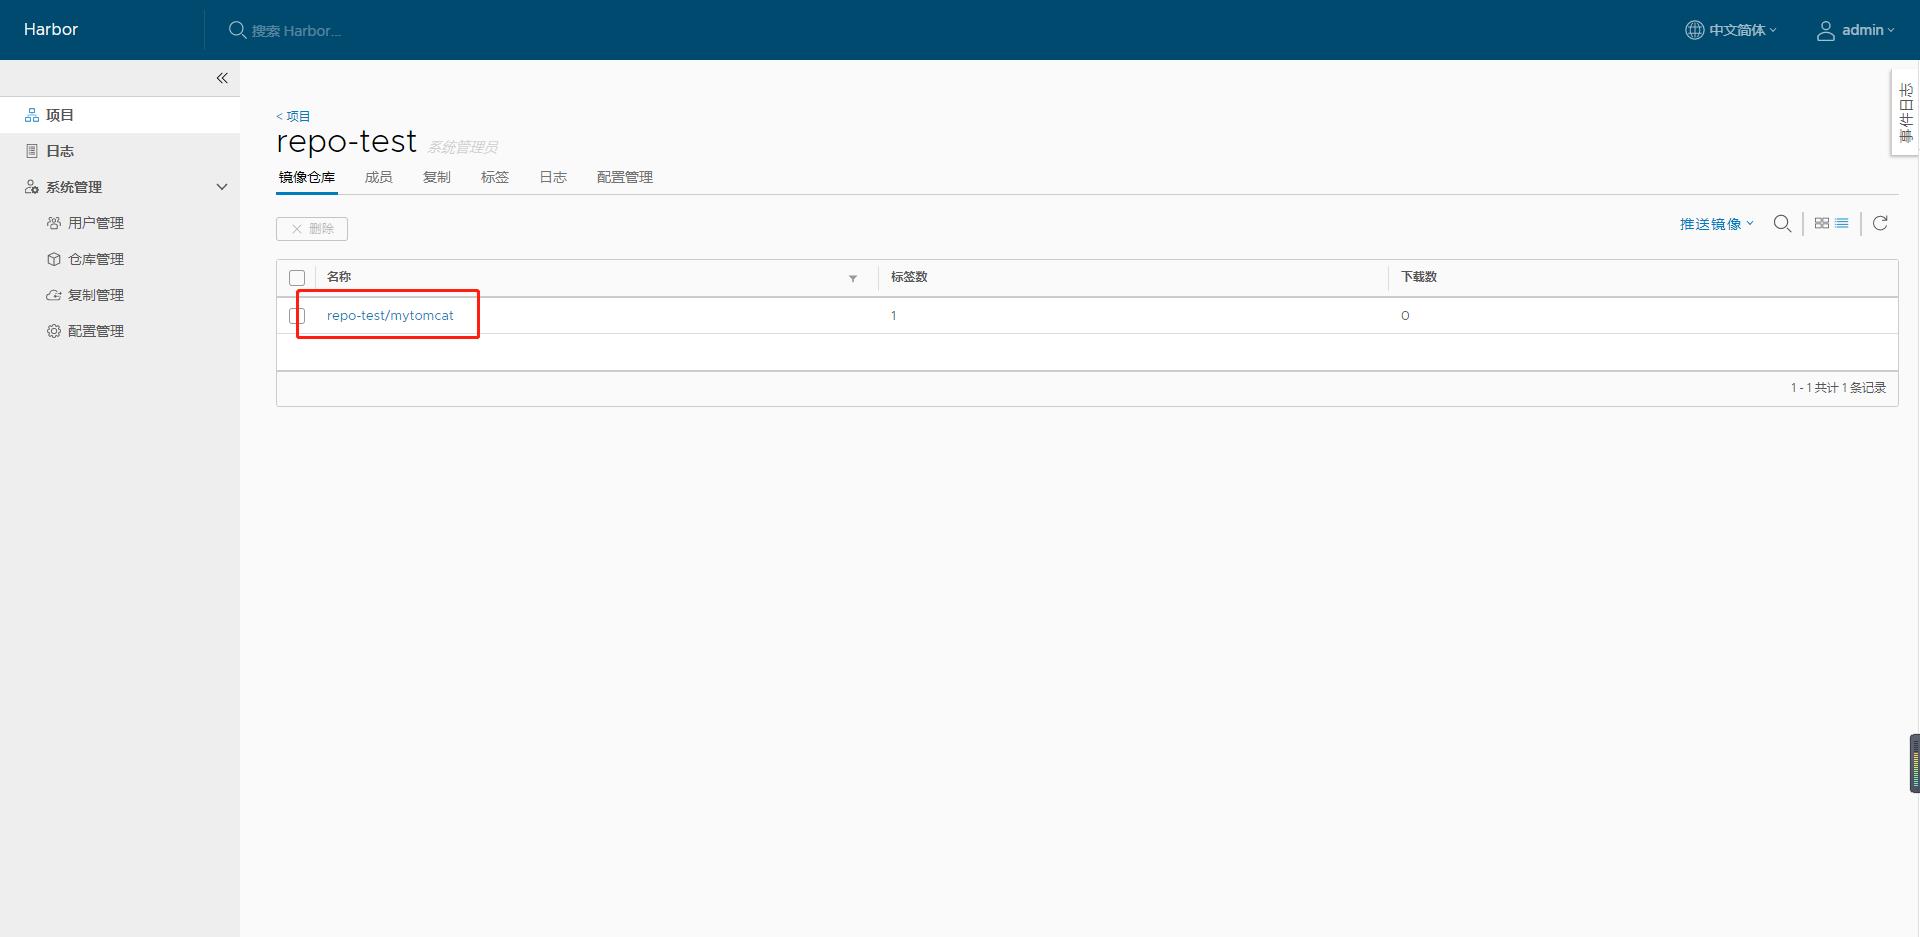 Harbor
搜索 Harbor...
中文简体
admin
事件日志
项目
日志
系统管理
用户管理
仓库管理
复制管理
配置管理
< 项目
repo-test 系统管理员
镜像仓库 成员 复制 标签 日志 配置管理
删除
推送镜像
名称 标签数 下载数
repo-test/mytomcat 1 0
1 - 1 共计 1 条记录